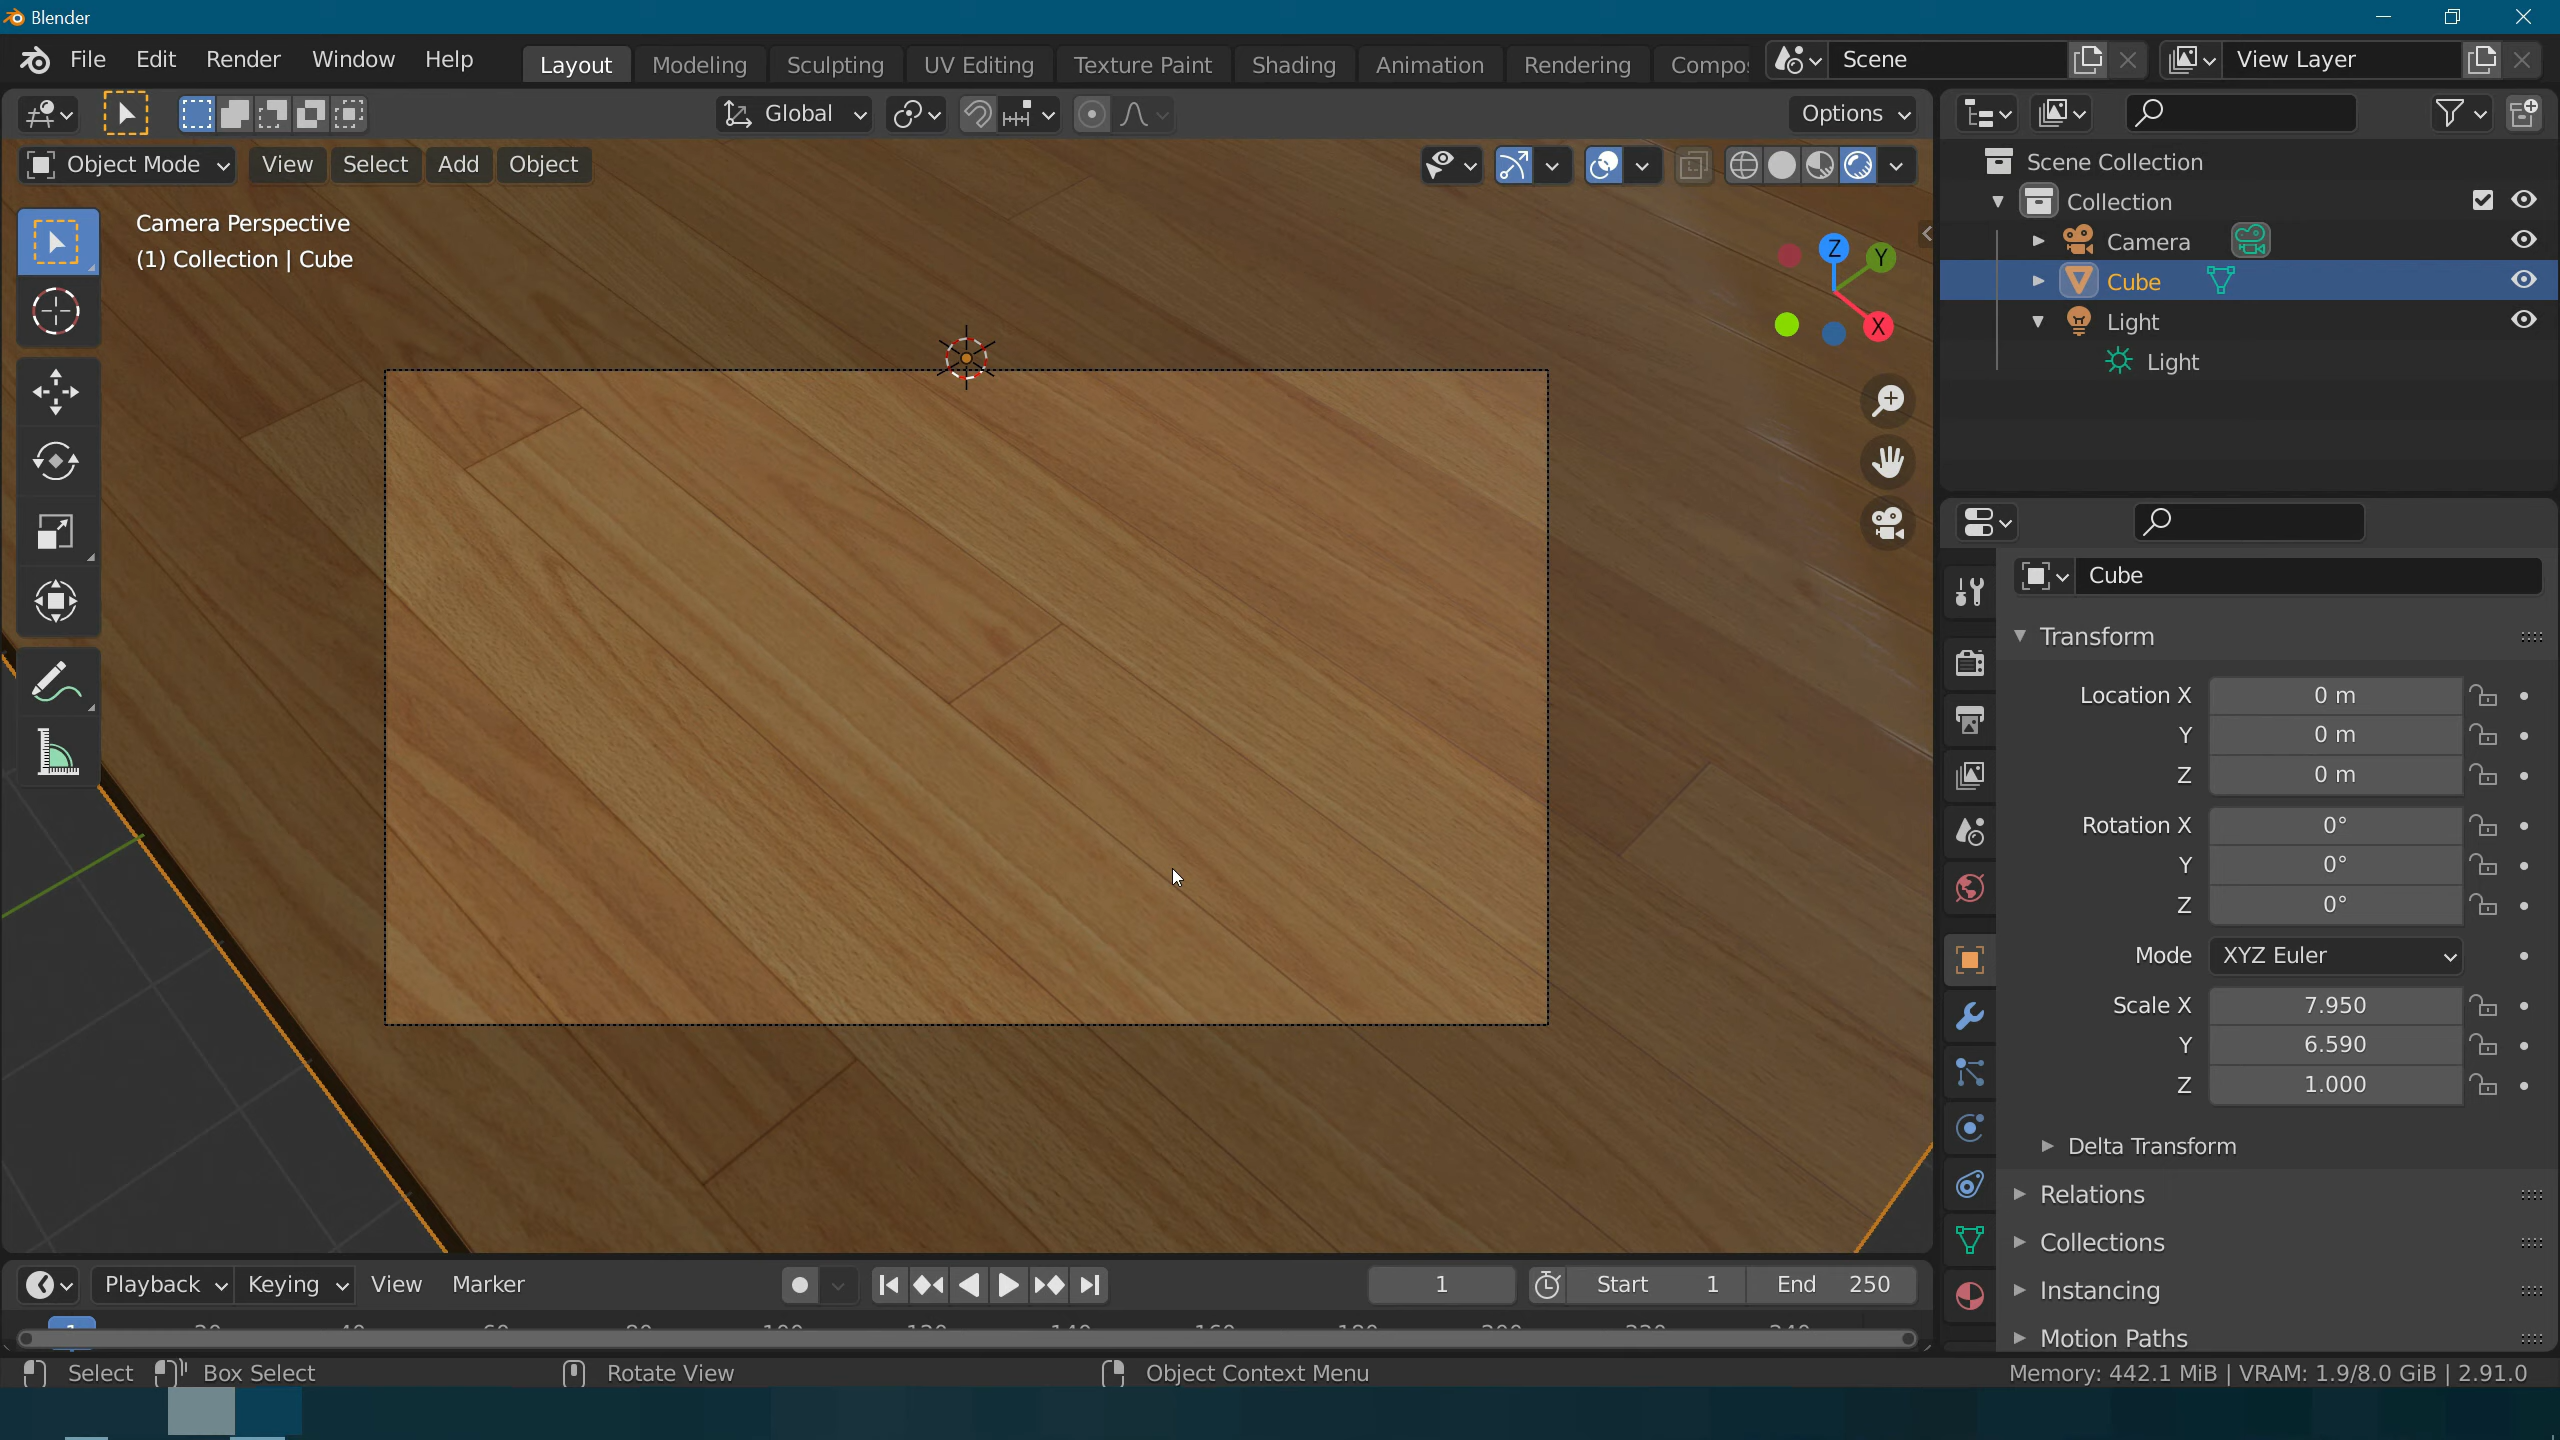 Blender
File Edit Render Window Help Layout Modeling Sculpting UV Editing Texture Paint Shading Animation Rendering Compo Scene View Layer
Global Options
Object Mode View Select Add Object
Camera Perspective
(1) Collection | Cube
Z
Y
X
Scene Collection
Collection
Camera
Cube
Light
Light
Cube
Transform
Location X 0 m
Y 0 m
Z 0 m
Rotation X 0°
Y 0°
Z 0°
Mode XYZ Euler
Scale X 7.950
Y 6.590
Z 1.000
Delta Transform
Relations
Collections
Instancing
Motion Paths
Playback Keying View Marker 1 Start 1 End 250
Select Box Select Rotate View Object Context Menu Memory: 442.1 MiB | VRAM: 1.9/8.0 GiB | 2.91.0